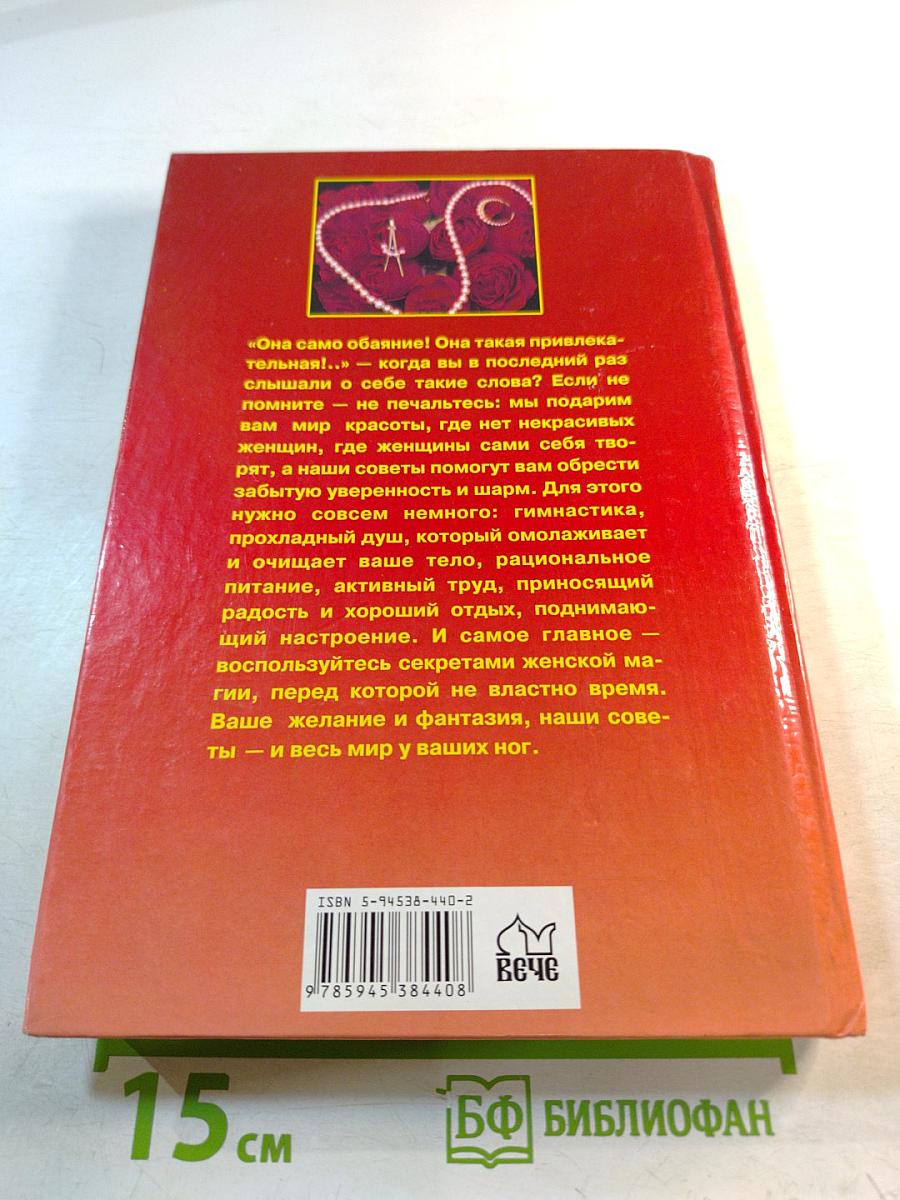 «Она само обаяние! Она такая привлека-
тельная!..» — когда вы в последний раз
слышали о себе такие слова? Если не
помните — не печальтесь: мы подарим
вам мир красоты, где нет некрасивых
женщин, где женщины сами себя тво-
рят, а наши советы помогут вам обрести
забытую уверенность и шарм. Для этого
нужно совсем немного: гимнастика,
прохладный душ, который омолаживает
и очищает ваше тело, рациональное
питание, активный труд, приносящий
радость и хороший отдых, поднимаю-
щий настроение. И самое главное —
воспользуйтесь секретами женской ма-
гии, перед которой не властно время.
Ваше желание и фантазия, наши сове-
ты — и весь мир у ваших ног.
ISBN 5-94538-440-2
9 785945 384408
ВЕЧЕ
15 см
БФ БИБЛИОФАН